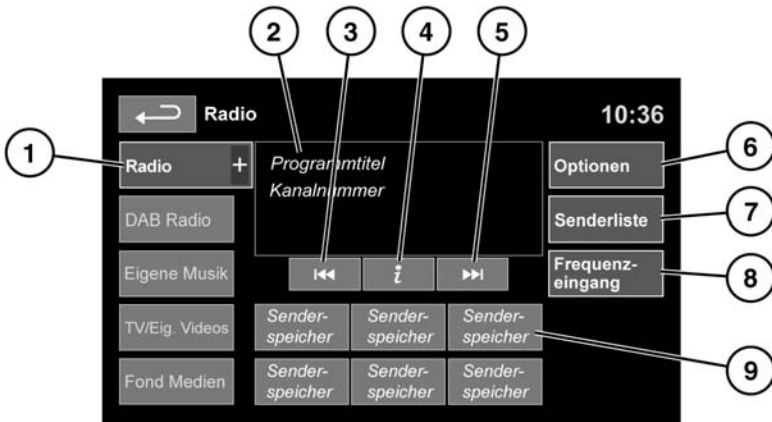 2 3 4 5
Radio 10:36
1
Radio +
Programmtitel
Kanalnummer
Optionen
6
DAB Radio
Senderliste
7
Eigene Musik
i
Frequenz-
eingang
8
TV/Eig. Videos
Sender-
speicher
Sender-
speicher
Sender-
speicher
9
Fond Medien
Sender-
speicher
Sender-
speicher
Sender-
speicher